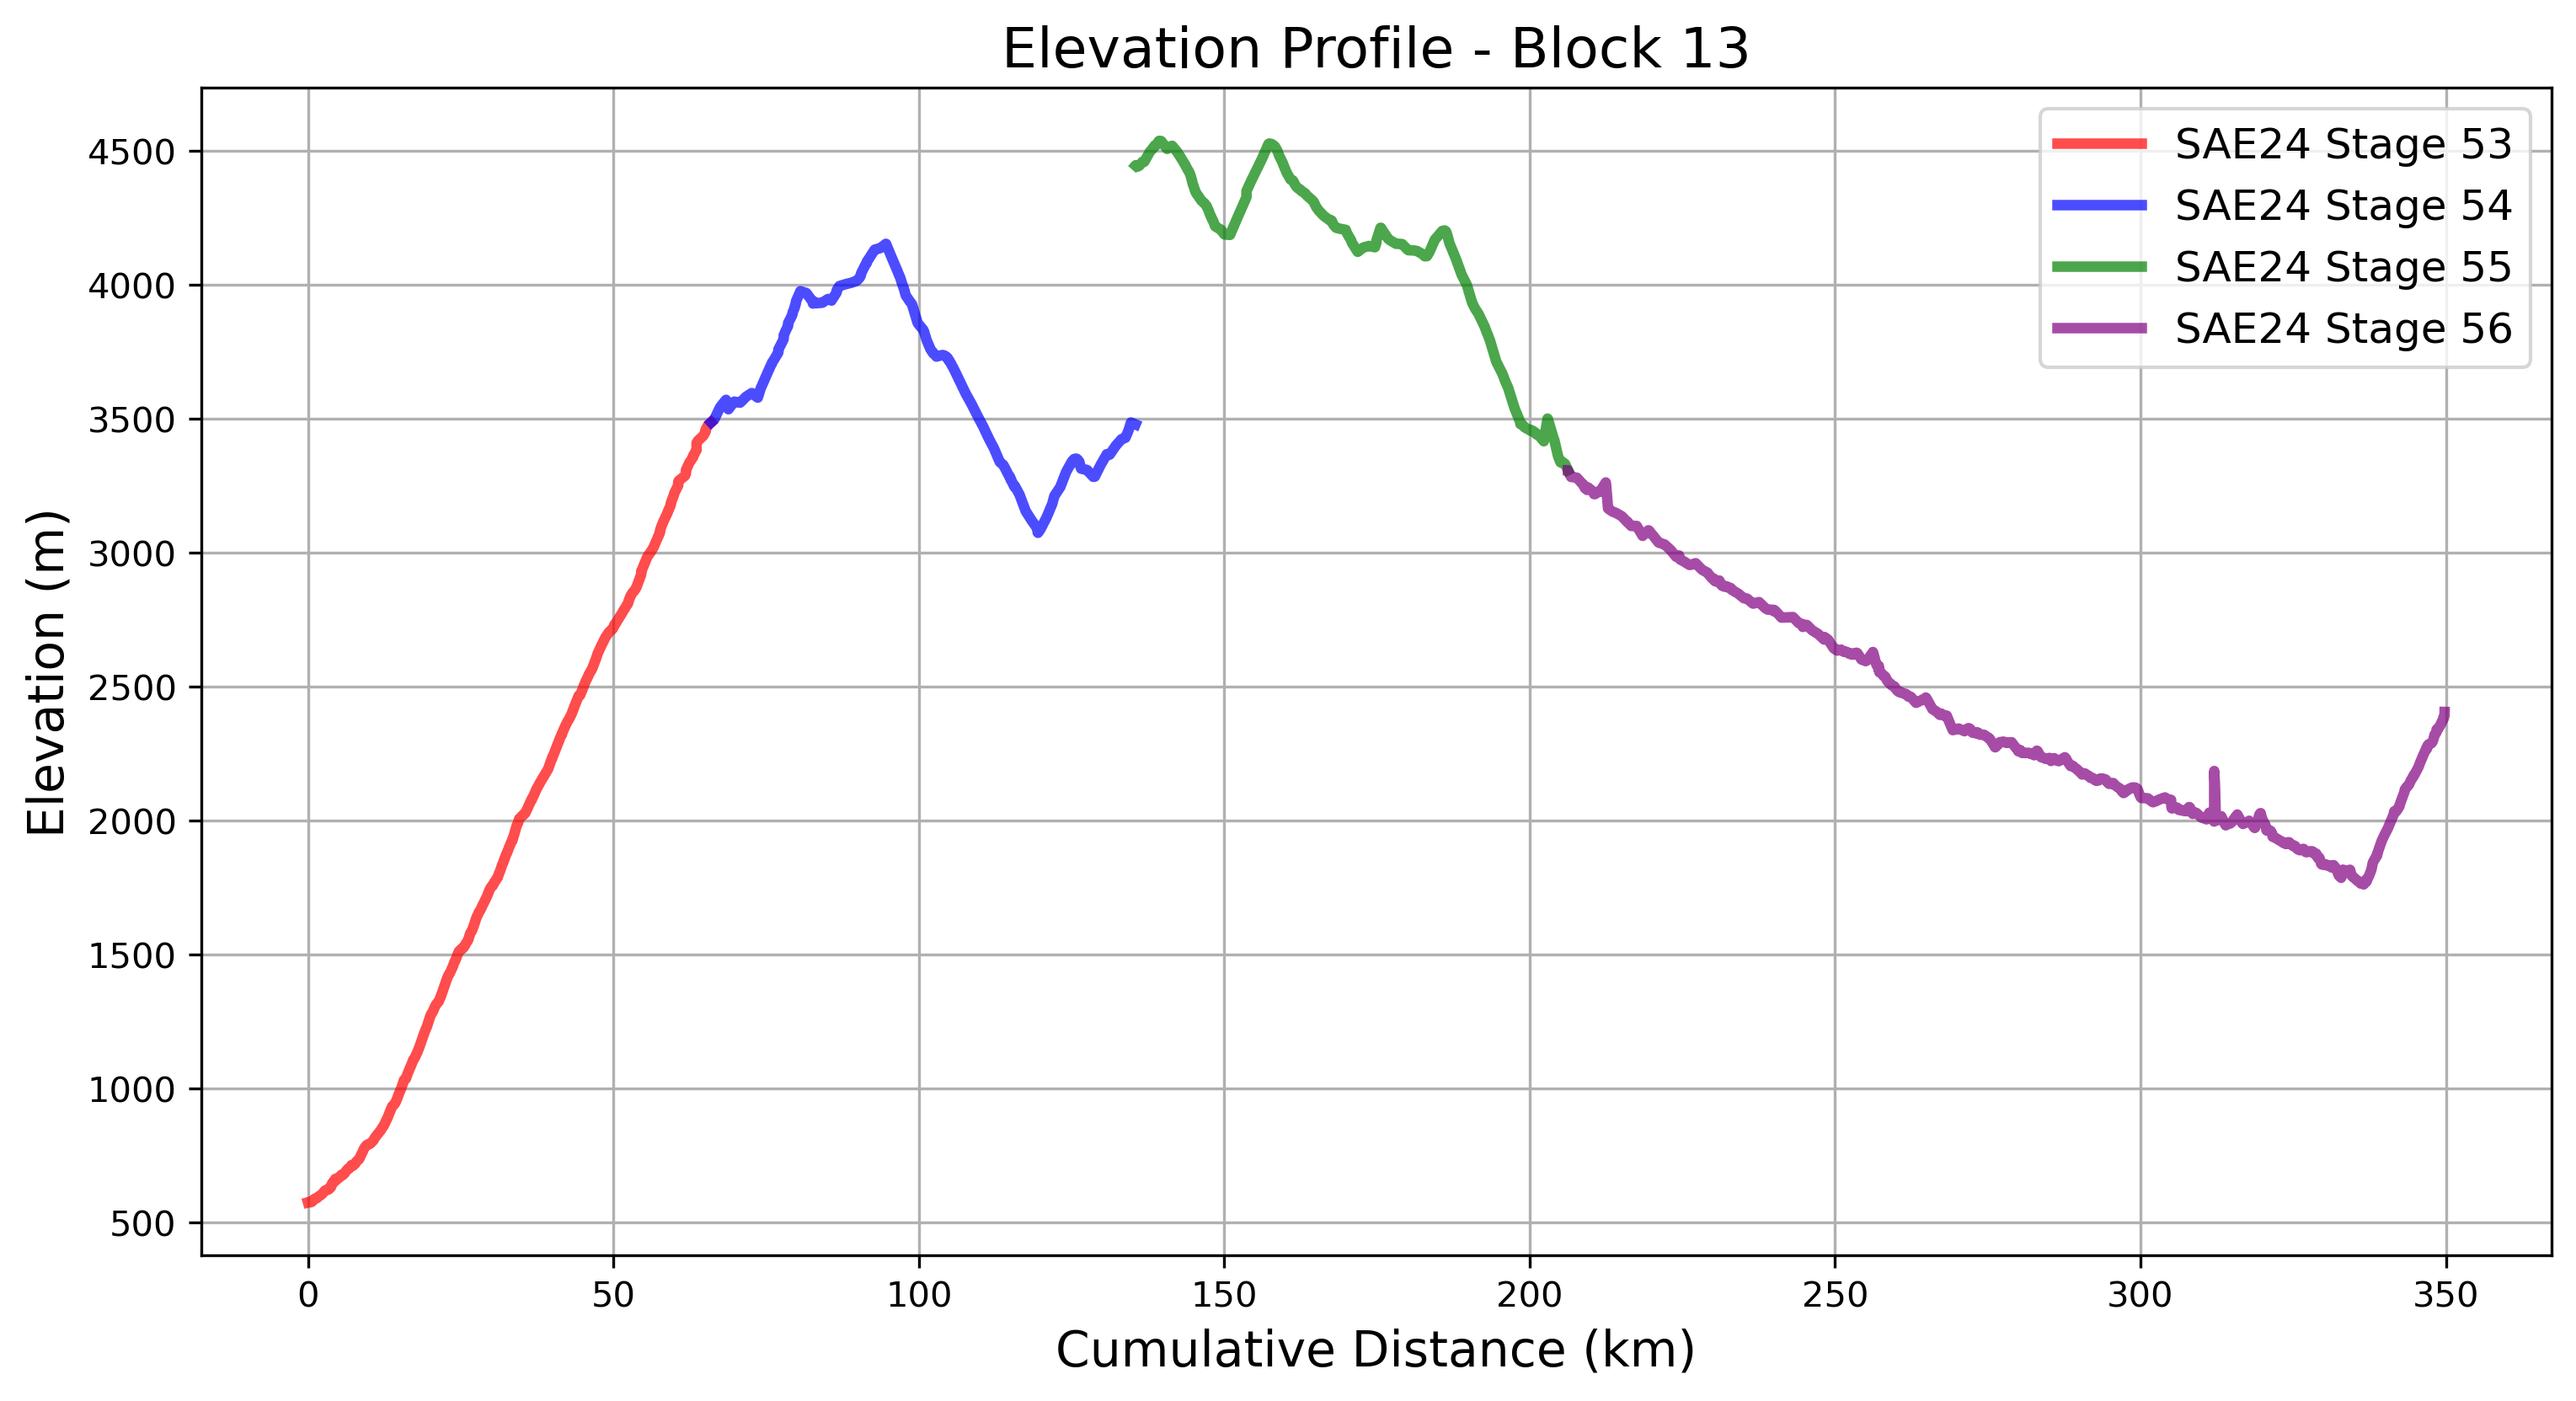 Elevation Profile - Block 13
SAE24 Stage 53
SAE24 Stage 54
SAE24 Stage 55
SAE24 Stage 56
Elevation (m)
4500
4000
3500
3000
2500
2000
1500
1000
500
0 50 100 150 200 250 300 350
Cumulative Distance (km)